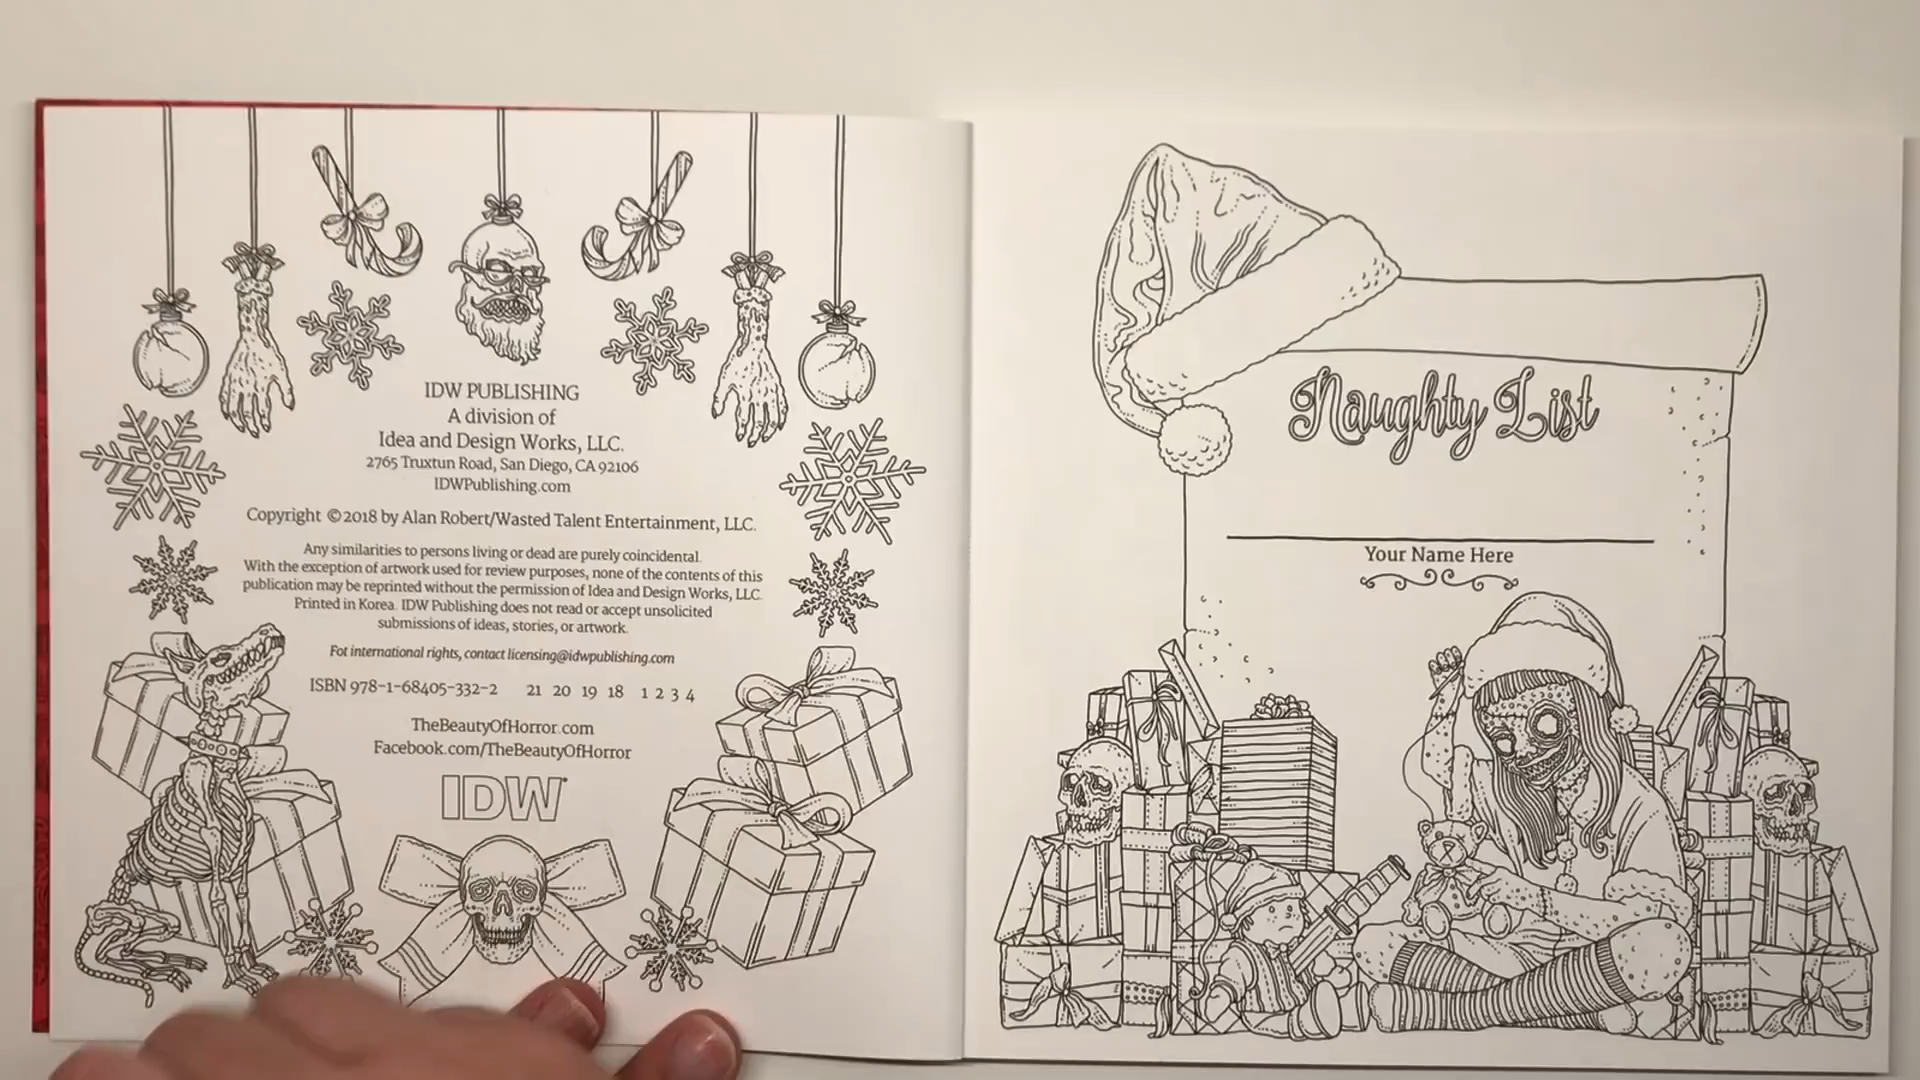 IDW PUBLISHING
A division of
Idea and Design Works, LLC.
2765 Truxtun Road, San Diego, CA 92106
IDWPublishing.com
Copyright ©2018 by Alan Robert/Wasted Talent Entertainment, LLC.
Any similarities to persons living or dead are purely coincidental.
With the exception of artwork used for review purposes, none of the contents of this
publication may be reprinted without the permission of Idea and Design Works, LLC.
Printed in Korea. IDW Publishing does not read or accept unsolicited
submissions of ideas, stories, or artwork.
Fot international rights, contact licensing@idwpublishing.com
ISBN 978-1-68405-332-2 21 20 19 18 1 2 3 4
TheBeautyOfHorror.com
Facebook.com/TheBeautyOfHorror
IDW
Naughty List
Your Name Here